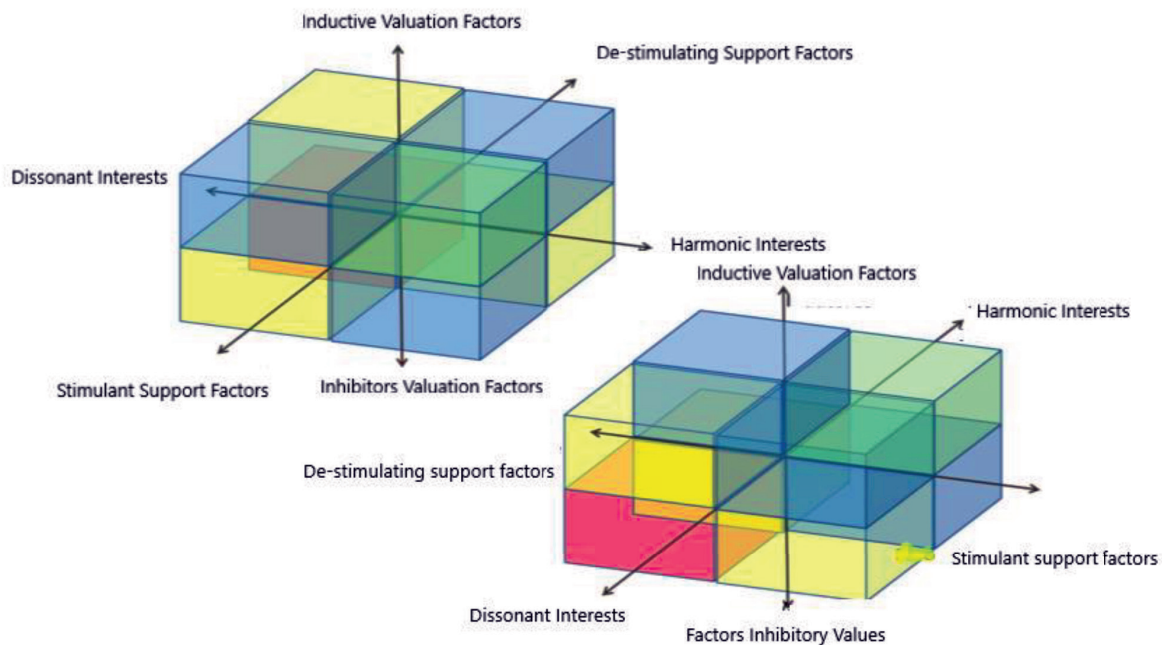 Inductive Valuation Factors
De-stimulating Support Factors
Dissonant Interests
Harmonic Interests
Stimulant Support Factors
Inhibitors Valuation Factors
Inductive Valuation Factors
Harmonic Interests
De-stimulating support factors
Stimulant support factors
Dissonant Interests
Factors Inhibitory Values